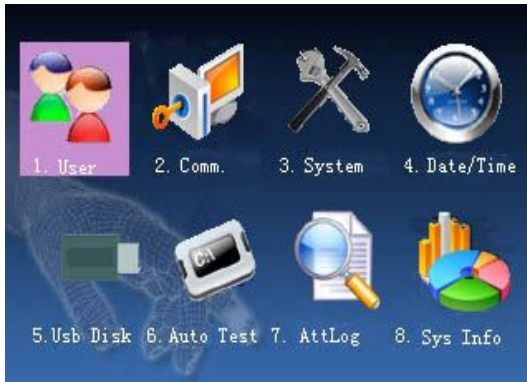 1. User 2. Comm. 3. System 4. Date/Time
C:\
5.Usb Disk 6.Auto Test 7. AttLog 8. Sys Info